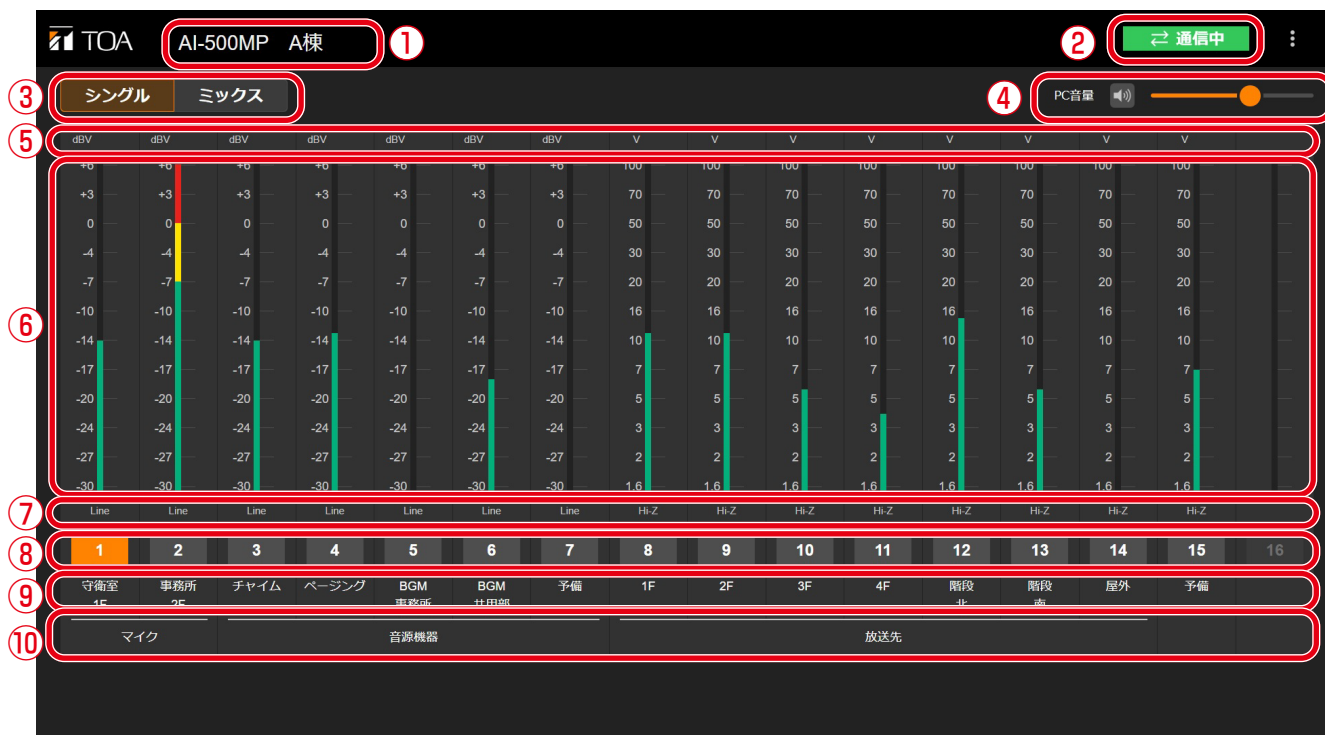 TOA
AI-500MP A棟
①
②
通信中
③
シングル ミックス
④
PC音量
⑤
dBV dBV dBV dBV dBV dBV dBV V V V V V V V V
⑥
+6 +6 +6 +6 +6 +6 +6 100 100 100 100 100 100 100 100
+3 +3 +3 +3 +3 +3 +3 70 70 70 70 70 70 70 70
0 0 0 0 0 0 0 50 50 50 50 50 50 50 50
-4 -4 -4 -4 -4 -4 -4 30 30 30 30 30 30 30 30
-7 -7 -7 -7 -7 -7 -7 20 20 20 20 20 20 20 20
-10 -10 -10 -10 -10 -10 -10 16 16 16 16 16 16 16 16
-14 -14 -14 -14 -14 -14 -14 10 10 10 10 10 10 10 10
-17 -17 -17 -17 -17 -17 -17 7 7 7 7 7 7 7 7
-20 -20 -20 -20 -20 -20 -20 5 5 5 5 5 5 5 5
-24 -24 -24 -24 -24 -24 -24 3 3 3 3 3 3 3 3
-27 -27 -27 -27 -27 -27 -27 2 2 2 2 2 2 2 2
-30 -30 -30 -30 -30 -30 -30 1.6 1.6 1.6 1.6 1.6 1.6 1.6 1.6
⑦
Line Line Line Line Line Line Line Hi-Z Hi-Z Hi-Z Hi-Z Hi-Z Hi-Z Hi-Z Hi-Z
⑧
1 2 3 4 5 6 7 8 9 10 11 12 13 14 15 16
⑨
守衛室 事務所 チャイム ページング BGM BGM 予備 1F 2F 3F 4F 階段 階段 屋外 予備
1F 2F 事務所 共用部 北 南
⑩
マイク 音源機器 放送先